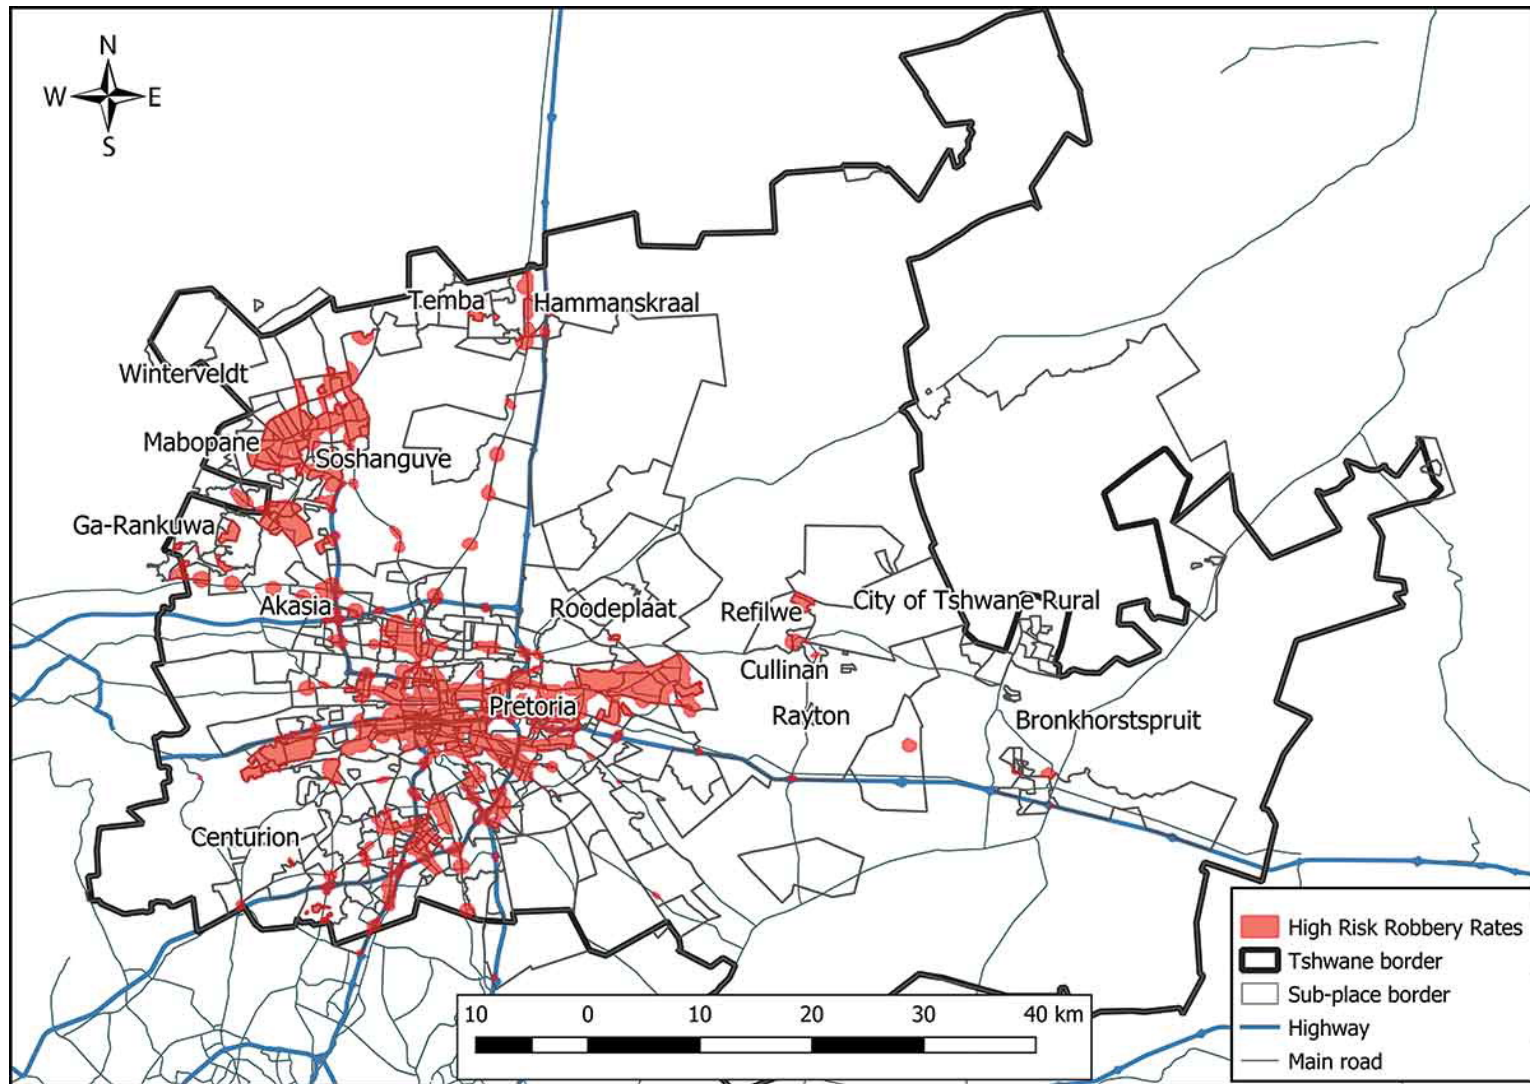 N
W E
S
Temba
Hammanskraal
Winterveldt
Mabopane
Soshanguve
Ga-Rankuwa
Akasia
Roodeplaat
Refilwe
City of Tshwane Rural
Cullinan
Pretoria
Rayton
Bronkhorstspruit
Centurion
High Risk Robbery Rates
Tshwane border
Sub-place border
Highway
Main road
10 0 10 20 30 40 km